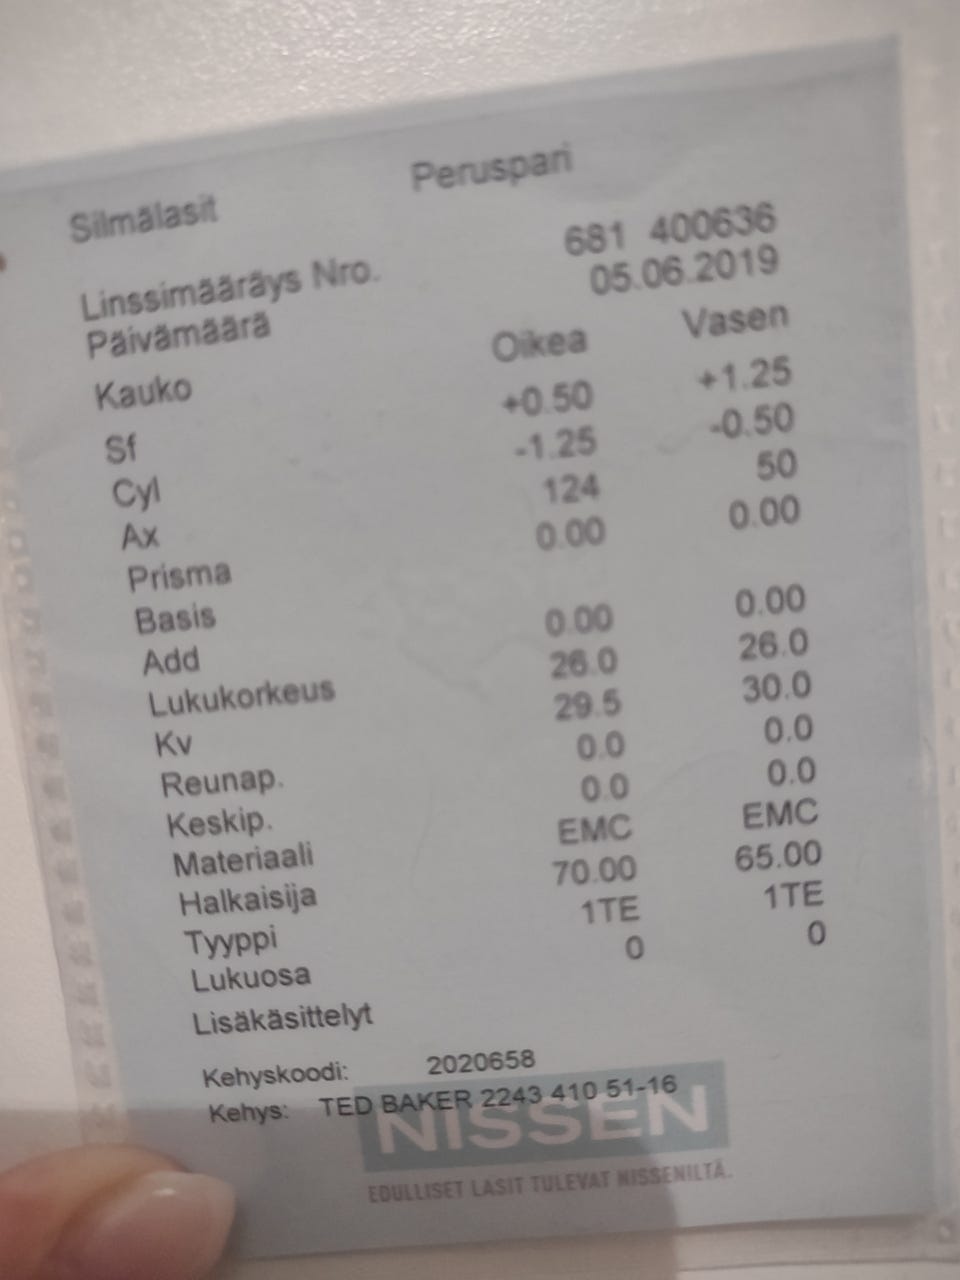 Silmälasit Peruspari
Linssimääräys Nro. 681 400636
Päivämäärä 05.06.2019
Kauko Oikea Vasen
Sf +0.50 +1.25
Cyl -1.25 -0.50
Ax 124 50
Prisma 0.00 0.00
Basis
Add 0.00 0.00
Lukukorkeus 26.0 26.0
Kv 29.5 30.0
Reunap. 0.0 0.0
Keskip. 0.0 0.0
Materiaali EMC EMC
Halkaisija 70.00 65.00
Tyyppi 1TE 1TE
Lukuosa 0 0
Lisäkäsittelyt
Kehyskoodi: 2020658
Kehys: TED BAKER 2243 410 51-16
NISSEN
EDULLISET LASIT TULEVAT NISSENILTÄ.